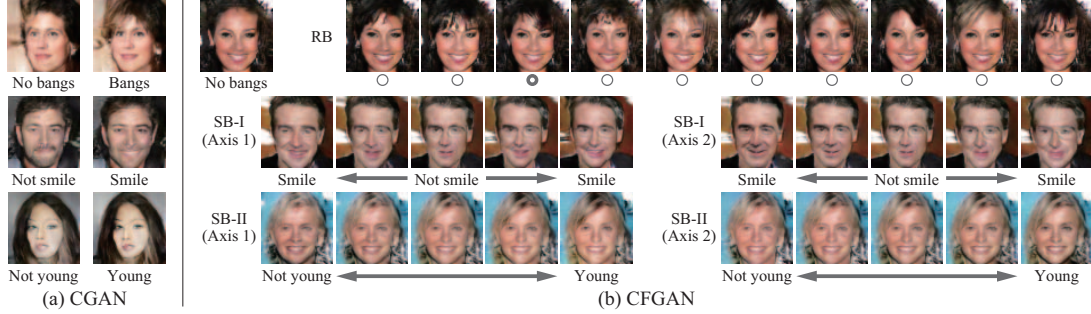 No bangs
Bangs
Not smile
Smile
Not young
Young
(a) CGAN
No bangs
RB
SB-I
(Axis 1)
Smile
Not smile
Smile
SB-I
(Axis 2)
Smile
Not smile
Smile
SB-II
(Axis 1)
Not young
Young
SB-II
(Axis 2)
Not young
Young
(b) CFGAN